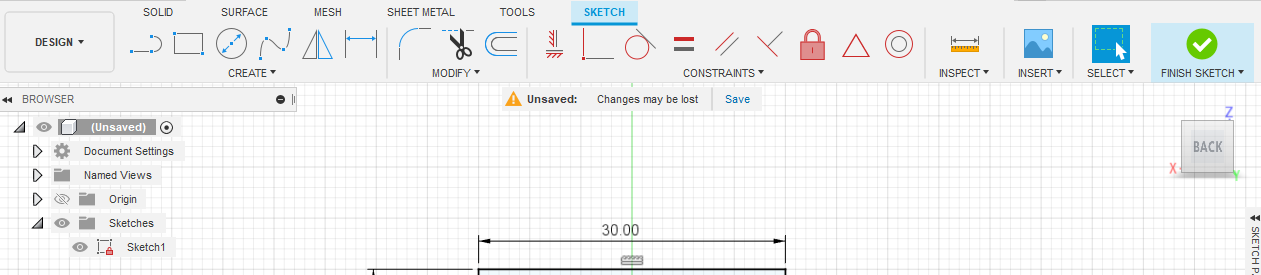 SOLID SURFACE MESH SHEET METAL TOOLS SKETCH
DESIGN
CREATE MODIFY CONSTRAINTS INSPECT INSERT SELECT FINISH SKETCH
BROWSER
Unsaved: Changes may be lost Save
(Unsaved)
Document Settings
Named Views
Origin
Sketches
Sketch1
Z
BACK
X
Y
SKETCH P
30.00